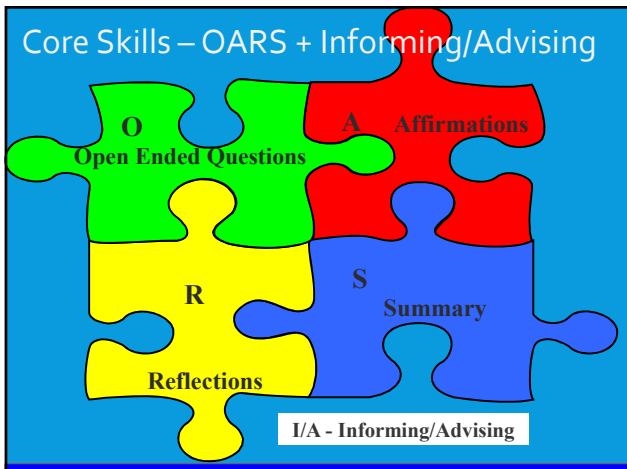 Core Skills – OARS + Informing/Advising
O
Open Ended Questions
A
Affirmations
R
Reflections
S
Summary
I/A - Informing/Advising